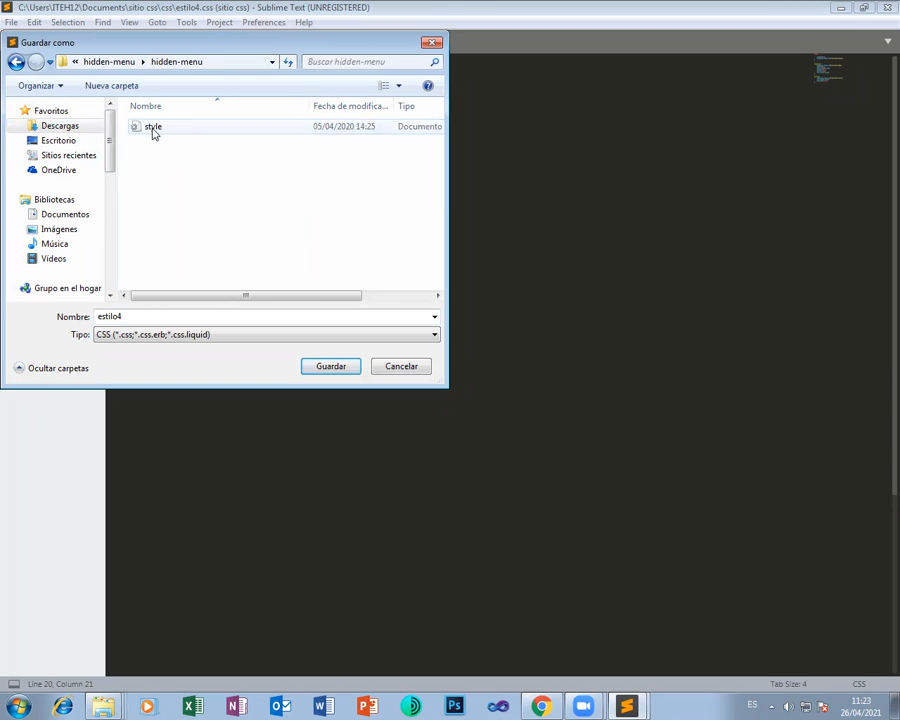 C:\Users\ITEH12\Documents\sitio css\css\estilo4.css (sitio css) - Sublime Text (UNREGISTERED)
File Edit Selection Find View Goto Tools Project Preferences Help
Guardar como
« hidden-menu hidden-menu Buscar hidden-menu
Organizar Nueva carpeta
Favoritos
Descargas
Escritorio
Sitios recientes
OneDrive
Bibliotecas
Documentos
Imágenes
Música
Vídeos
Grupo en el hogar
Nombre Fecha de modifica... Tipo
style 05/04/2020 14:25 Documento
Nombre: estilo4
Tipo: CSS (*.css;*.css.erb;*.css.liquid)
Ocultar carpetas Guardar Cancelar
Line 20, Column 21 Tab Size: 4 CSS
ES 11:23
26/04/2021